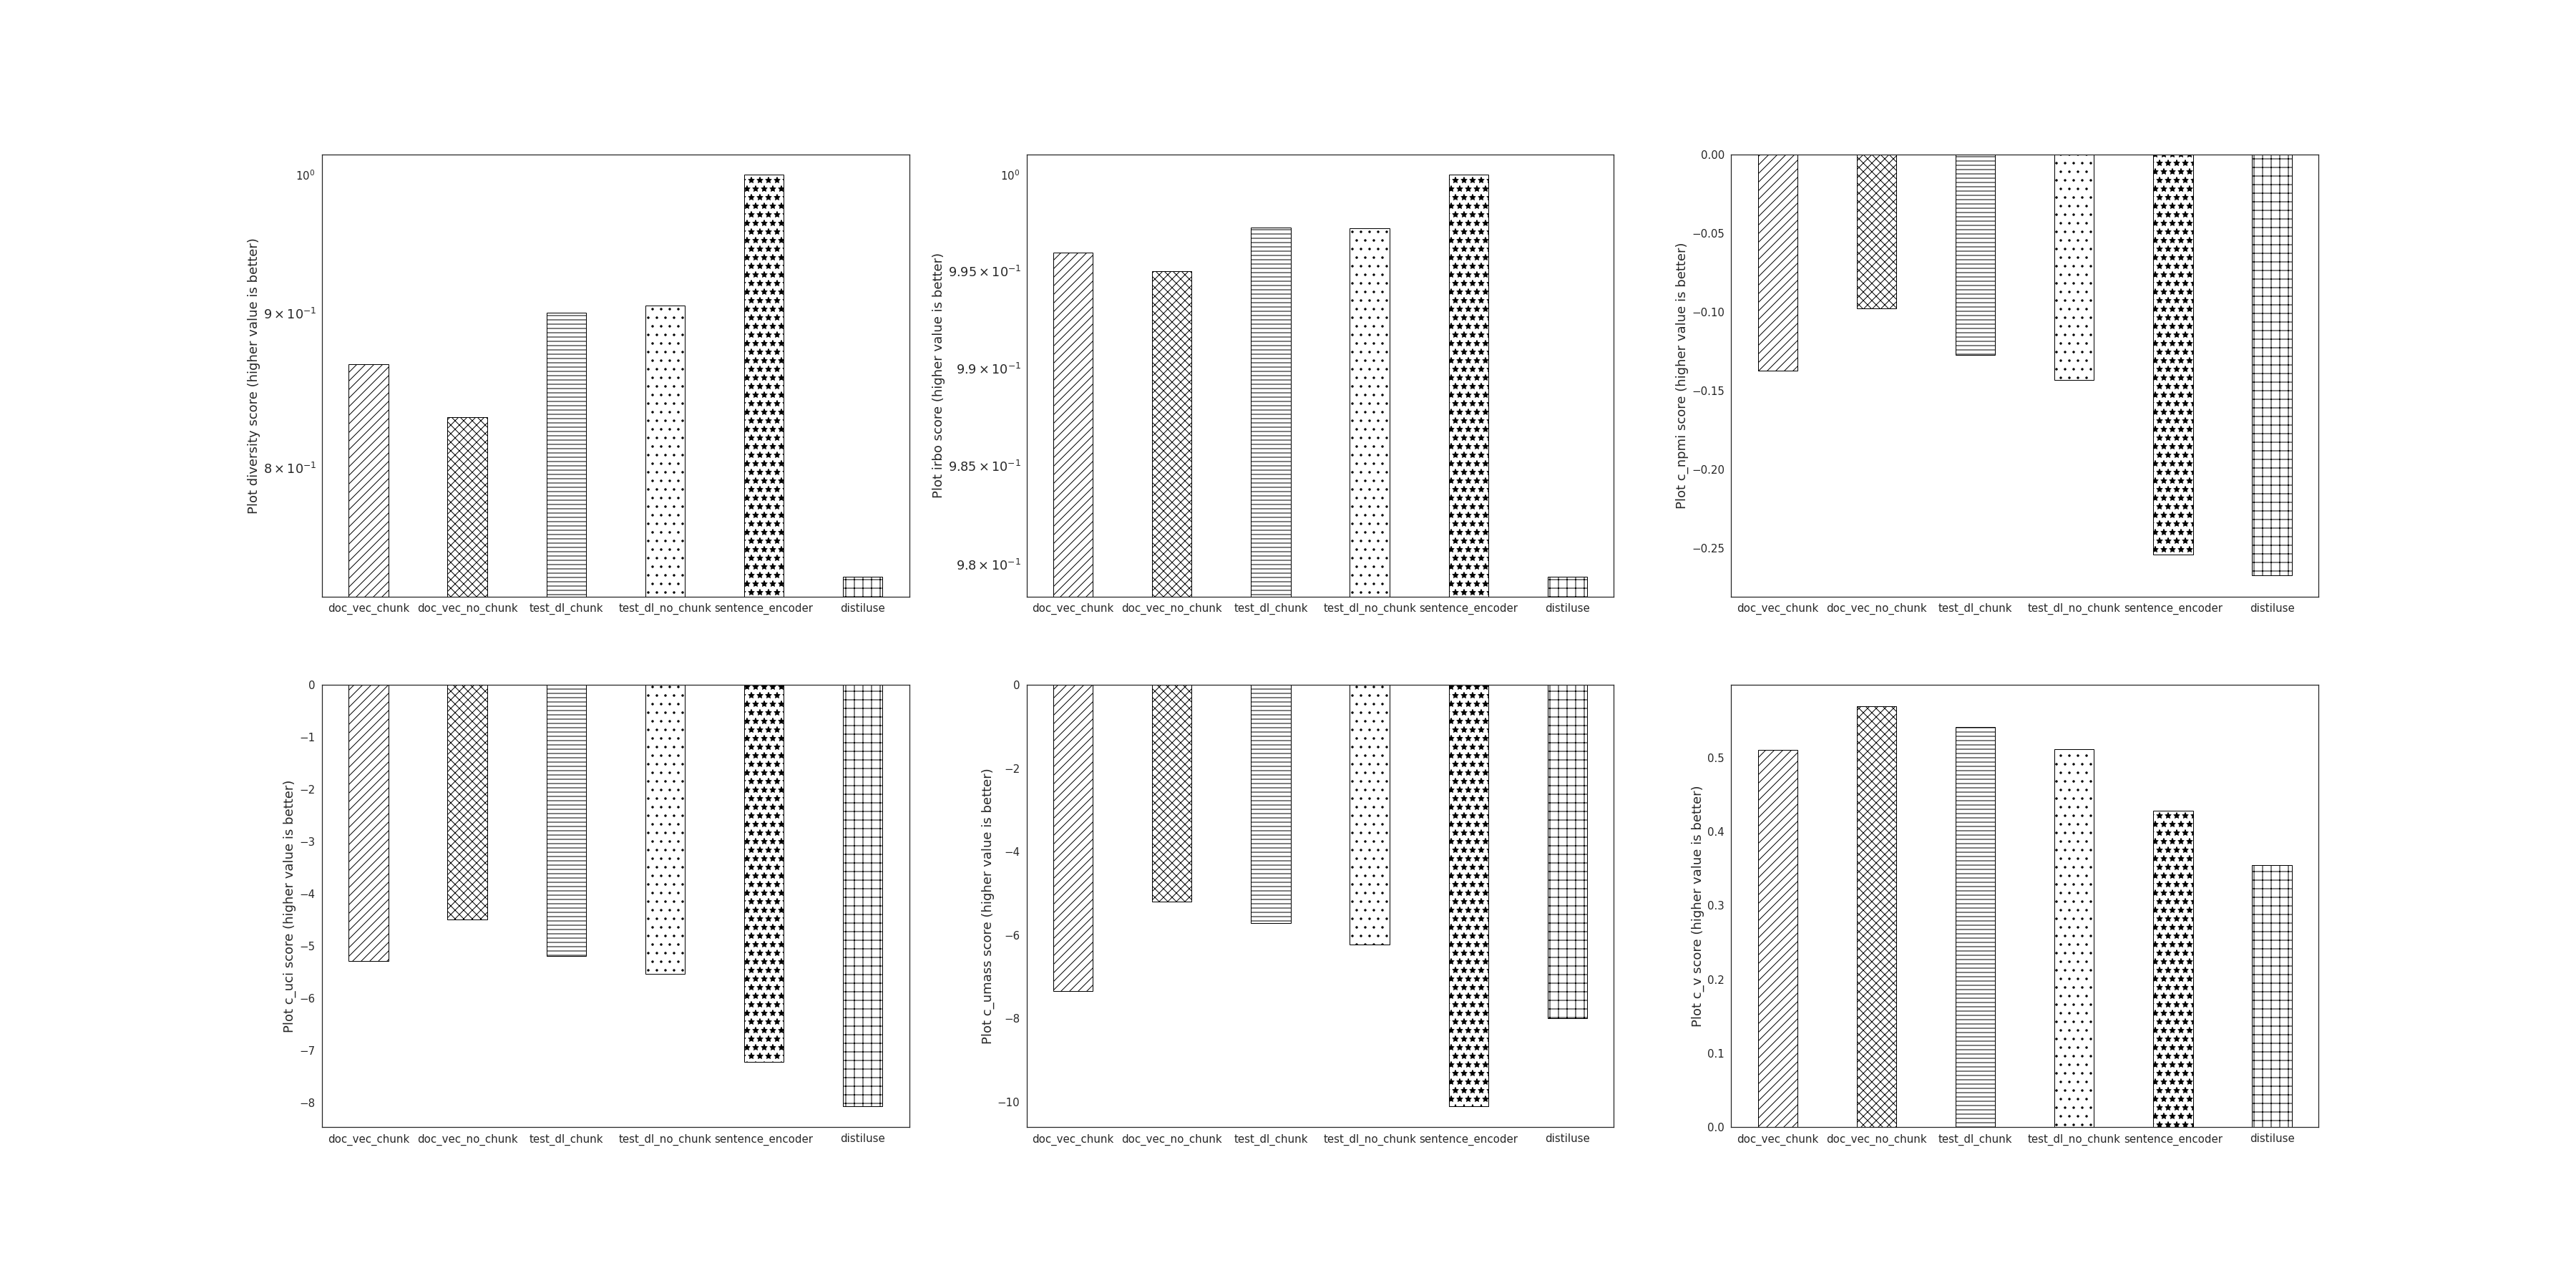 Plot diversity score (higher value is better)
10⁰
9 × 10⁻¹
8 × 10⁻¹
doc_vec_chunk doc_vec_no_chunk test_dl_chunk test_dl_no_chunk sentence_encoder distiluse
Plot irbo score (higher value is better)
10⁰
9.95 × 10⁻¹
9.9 × 10⁻¹
9.85 × 10⁻¹
9.8 × 10⁻¹
doc_vec_chunk doc_vec_no_chunk test_dl_chunk test_dl_no_chunk sentence_encoder distiluse
Plot c_npmi score (higher value is better)
0.00
−0.05
−0.10
−0.15
−0.20
−0.25
doc_vec_chunk doc_vec_no_chunk test_dl_chunk test_dl_no_chunk sentence_encoder distiluse
Plot c_uci score (higher value is better)
0
−1
−2
−3
−4
−5
−6
−7
−8
doc_vec_chunk doc_vec_no_chunk test_dl_chunk test_dl_no_chunk sentence_encoder distiluse
Plot c_umass score (higher value is better)
0
−2
−4
−6
−8
−10
doc_vec_chunk doc_vec_no_chunk test_dl_chunk test_dl_no_chunk sentence_encoder distiluse
Plot c_v score (higher value is better)
0.5
0.4
0.3
0.2
0.1
0.0
doc_vec_chunk doc_vec_no_chunk test_dl_chunk test_dl_no_chunk sentence_encoder distiluse